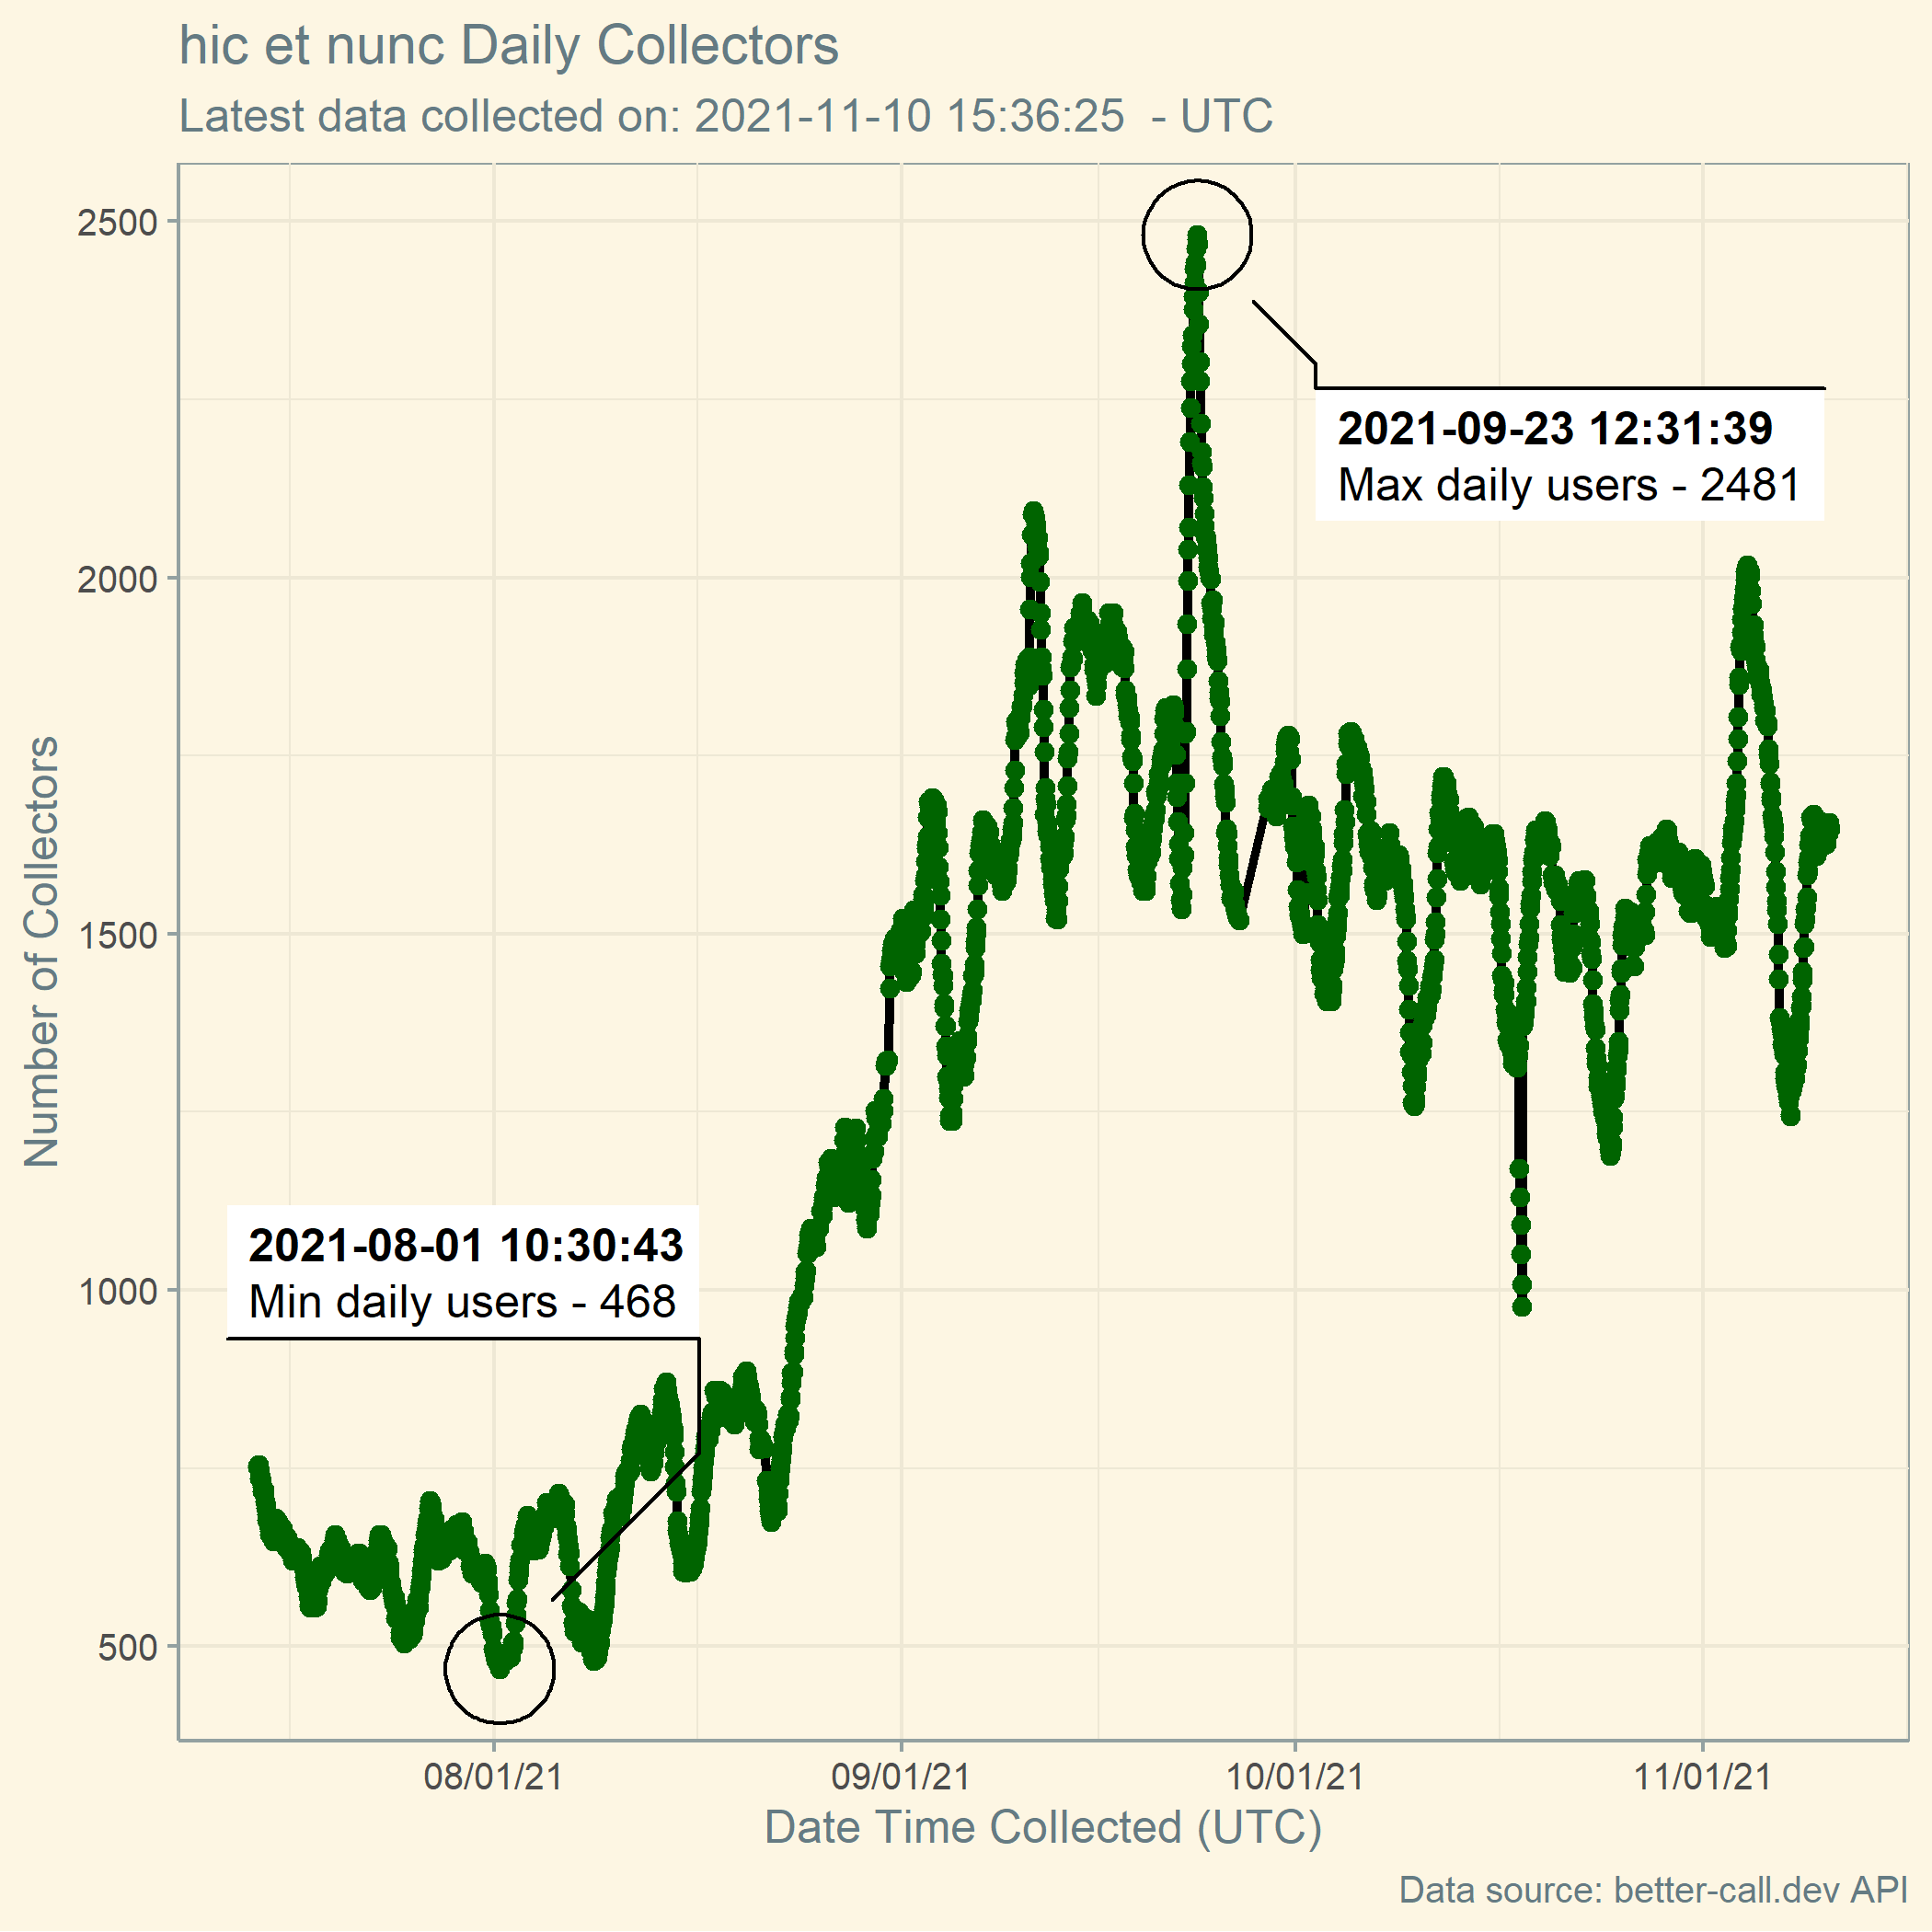 hic et nunc Daily Collectors
Latest data collected on: 2021-11-10 15:36:25  - UTC
2500
2000
1500
1000
500
Number of Collectors
2021-09-23 12:31:39
Max daily users - 2481
2021-08-01 10:30:43
Min daily users - 468
08/01/21
09/01/21
10/01/21
11/01/21
Date Time Collected (UTC)
Data source: better-call.dev API